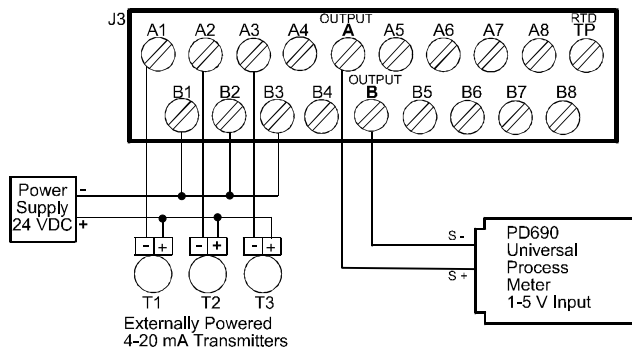 J3
OUTPUT
RTD
A1 A2 A3 A4 A A5 A6 A7 A8 TP
OUTPUT
B1 B2 B3 B4 B B5 B6 B7 B8
Power
Supply
24 VDC
-
+
- + - + - +
T1 T2 T3
Externally Powered
4-20 mA Transmitters
S -
S +
PD690
Universal
Process
Meter
1-5 V Input